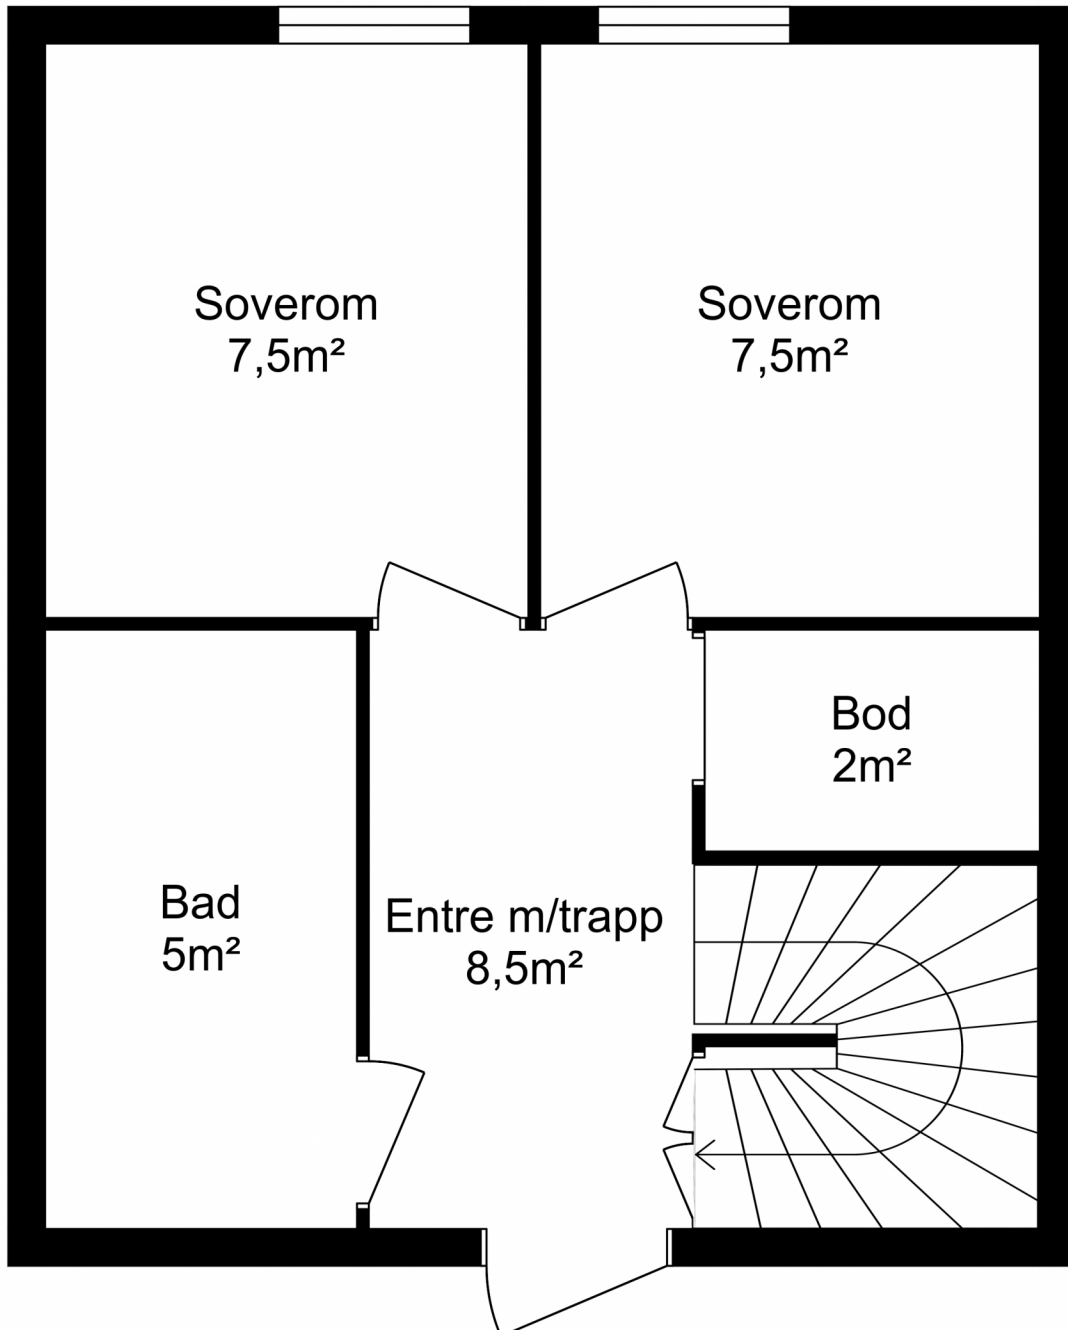 Soverom
7,5m²
Soverom
7,5m²
Bod
2m²
Bad
5m²
Entre m/trapp
8,5m²